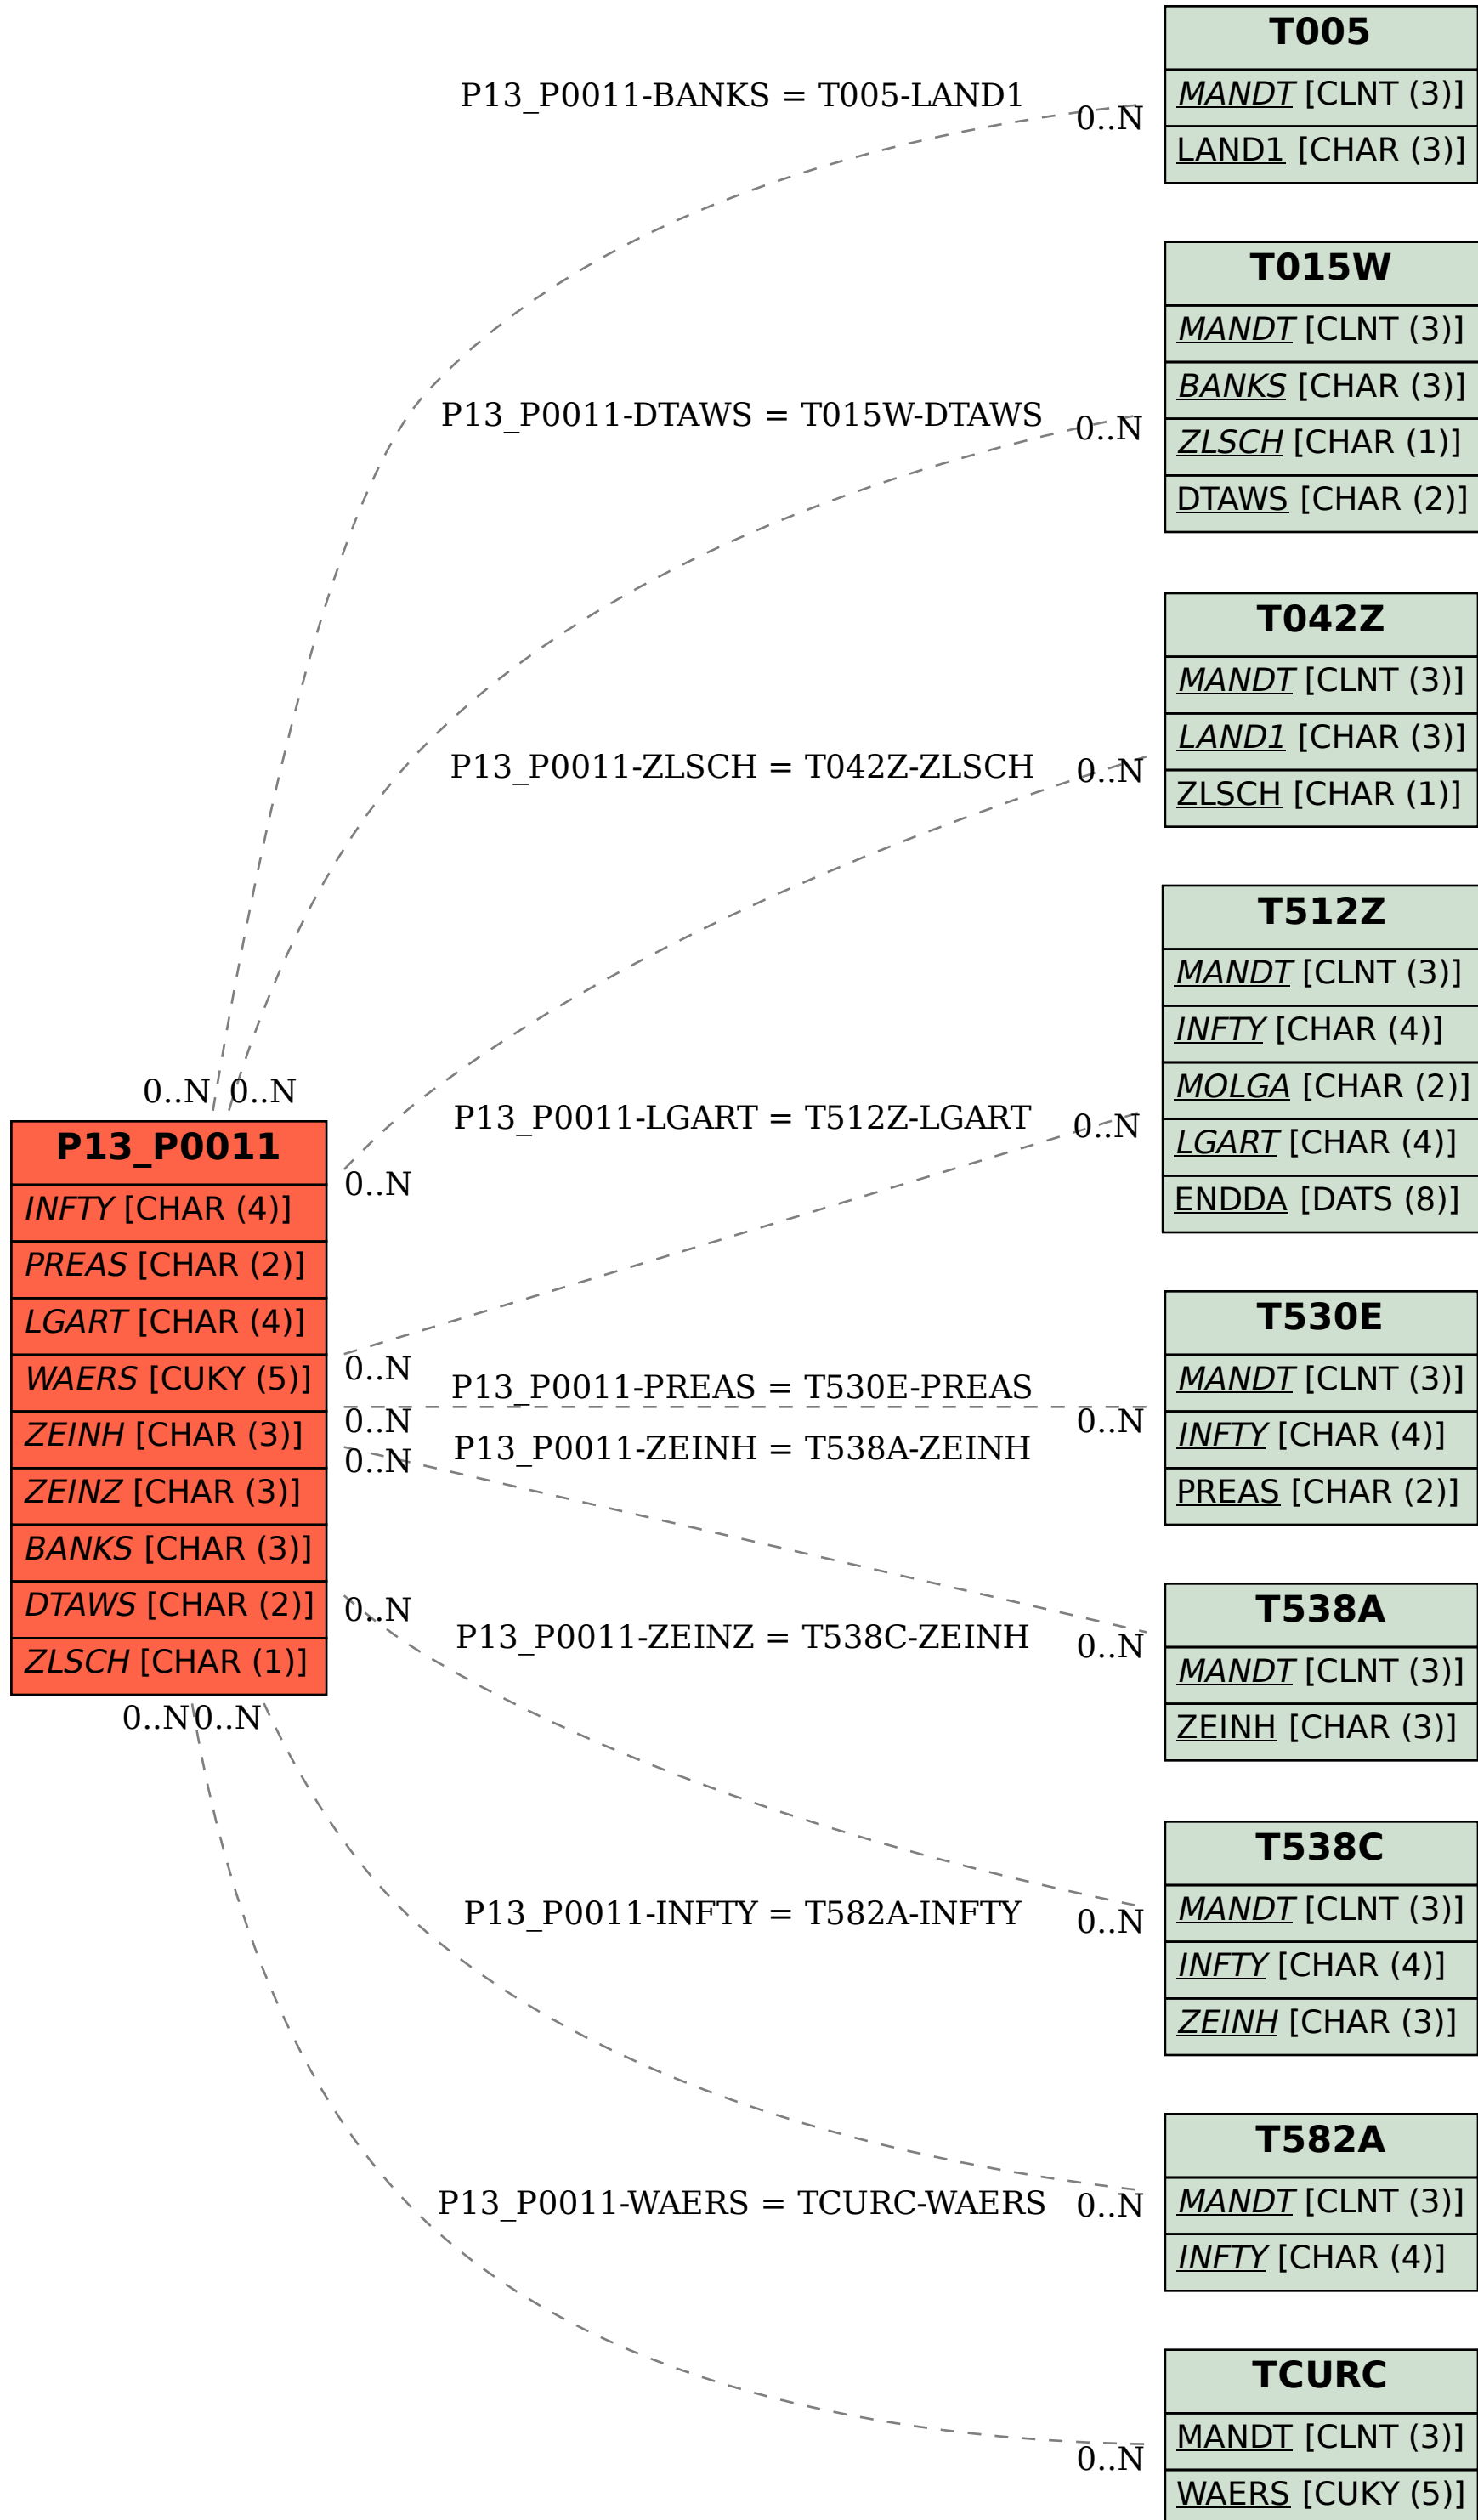 T005
MANDT [CLNT (3)]
LAND1 [CHAR (3)]
P13_P0011-BANKS = T005-LAND1
0..N
T015W
MANDT [CLNT (3)]
BANKS [CHAR (3)]
ZLSCH [CHAR (1)]
DTAWS [CHAR (2)]
P13_P0011-DTAWS = T015W-DTAWS
0..N
T042Z
MANDT [CLNT (3)]
LAND1 [CHAR (3)]
ZLSCH [CHAR (1)]
P13_P0011-ZLSCH = T042Z-ZLSCH
0..N
T512Z
MANDT [CLNT (3)]
INFTY [CHAR (4)]
MOLGA [CHAR (2)]
LGART [CHAR (4)]
ENDDA [DATS (8)]
P13_P0011-LGART = T512Z-LGART
0..N
0..N 0..N
P13_P0011
INFTY [CHAR (4)]
PREAS [CHAR (2)]
LGART [CHAR (4)]
WAERS [CUKY (5)]
ZEINH [CHAR (3)]
ZEINZ [CHAR (3)]
BANKS [CHAR (3)]
DTAWS [CHAR (2)]
ZLSCH [CHAR (1)]
0..N
0..N
0..N
0..N
0..N
0..N 0..N
P13_P0011-PREAS = T530E-PREAS
0..N
T530E
MANDT [CLNT (3)]
INFTY [CHAR (4)]
PREAS [CHAR (2)]
P13_P0011-ZEINH = T538A-ZEINH
0..N
T538A
MANDT [CLNT (3)]
ZEINH [CHAR (3)]
P13_P0011-ZEINZ = T538C-ZEINH
0..N
T538C
MANDT [CLNT (3)]
INFTY [CHAR (4)]
ZEINH [CHAR (3)]
P13_P0011-INFTY = T582A-INFTY
0..N
T582A
MANDT [CLNT (3)]
INFTY [CHAR (4)]
P13_P0011-WAERS = TCURC-WAERS
0..N
TCURC
MANDT [CLNT (3)]
WAERS [CUKY (5)]